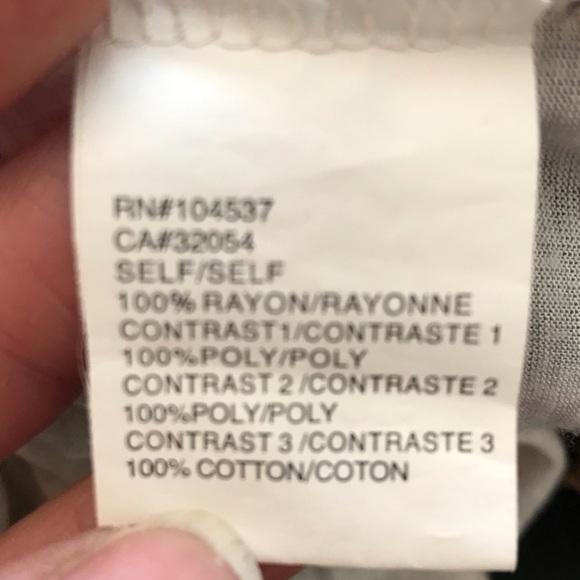 RN#104537
CA#32054
SELF/SELF
100% RAYON/RAYONNE
CONTRAST1/CONTRASTE 1
100%POLY/POLY
CONTRAST 2 /CONTRASTE 2
100%POLY/POLY
CONTRAST 3 /CONTRASTE 3
100% COTTON/COTON